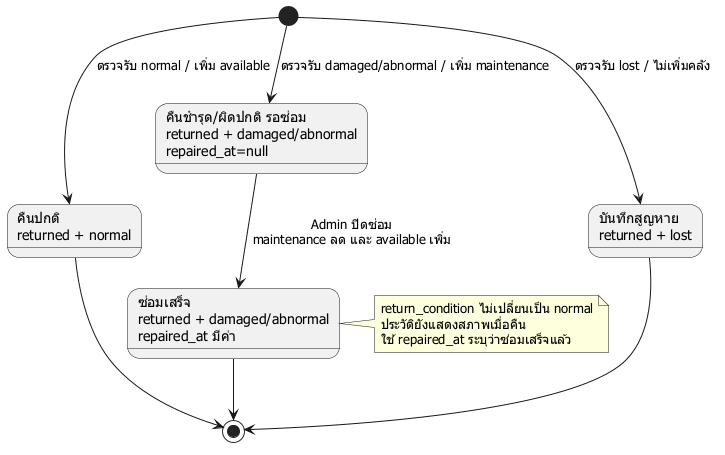 ตรวจรับ normal / เพิ่ม available
ตรวจรับ damaged/abnormal / เพิ่ม maintenance
ตรวจรับ lost / ไม่เพิ่มคลัง
คืนชำรุด/ผิดปกติ รอซ่อม
returned + damaged/abnormal
repaired_at=null
คืนปกติ
returned + normal
บันทึกสูญหาย
returned + lost
Admin ปิดซ่อม
maintenance ลด และ available เพิ่ม
ซ่อมเสร็จ
returned + damaged/abnormal
repaired_at มีค่า
return_condition ไม่เปลี่ยนเป็น normal
ประวัติยังแสดงสภาพเมื่อคืน
ใช้ repaired_at ระบุว่าซ่อมเสร็จแล้ว